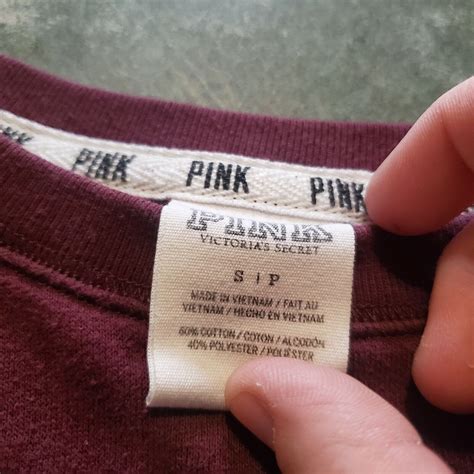 PINK PINK PINK
PINK
VICTORIA'S SECRET
S | P
MADE IN VIETNAM / FAIT AU
VIETNAM / HECHO EN VIETNAM
60% COTTON / COTON / ALGODÓN
40% POLYESTER / POLIÉSTER